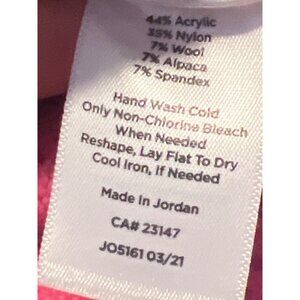 44% Acrylic
35% Nylon
7% Wool
7% Alpaca
7% Spandex
Hand Wash Cold
Only Non-Chlorine Bleach
When Needed
Reshape, Lay Flat To Dry
Cool Iron, If Needed
Made in Jordan
CA# 23147
JO5161 03/21